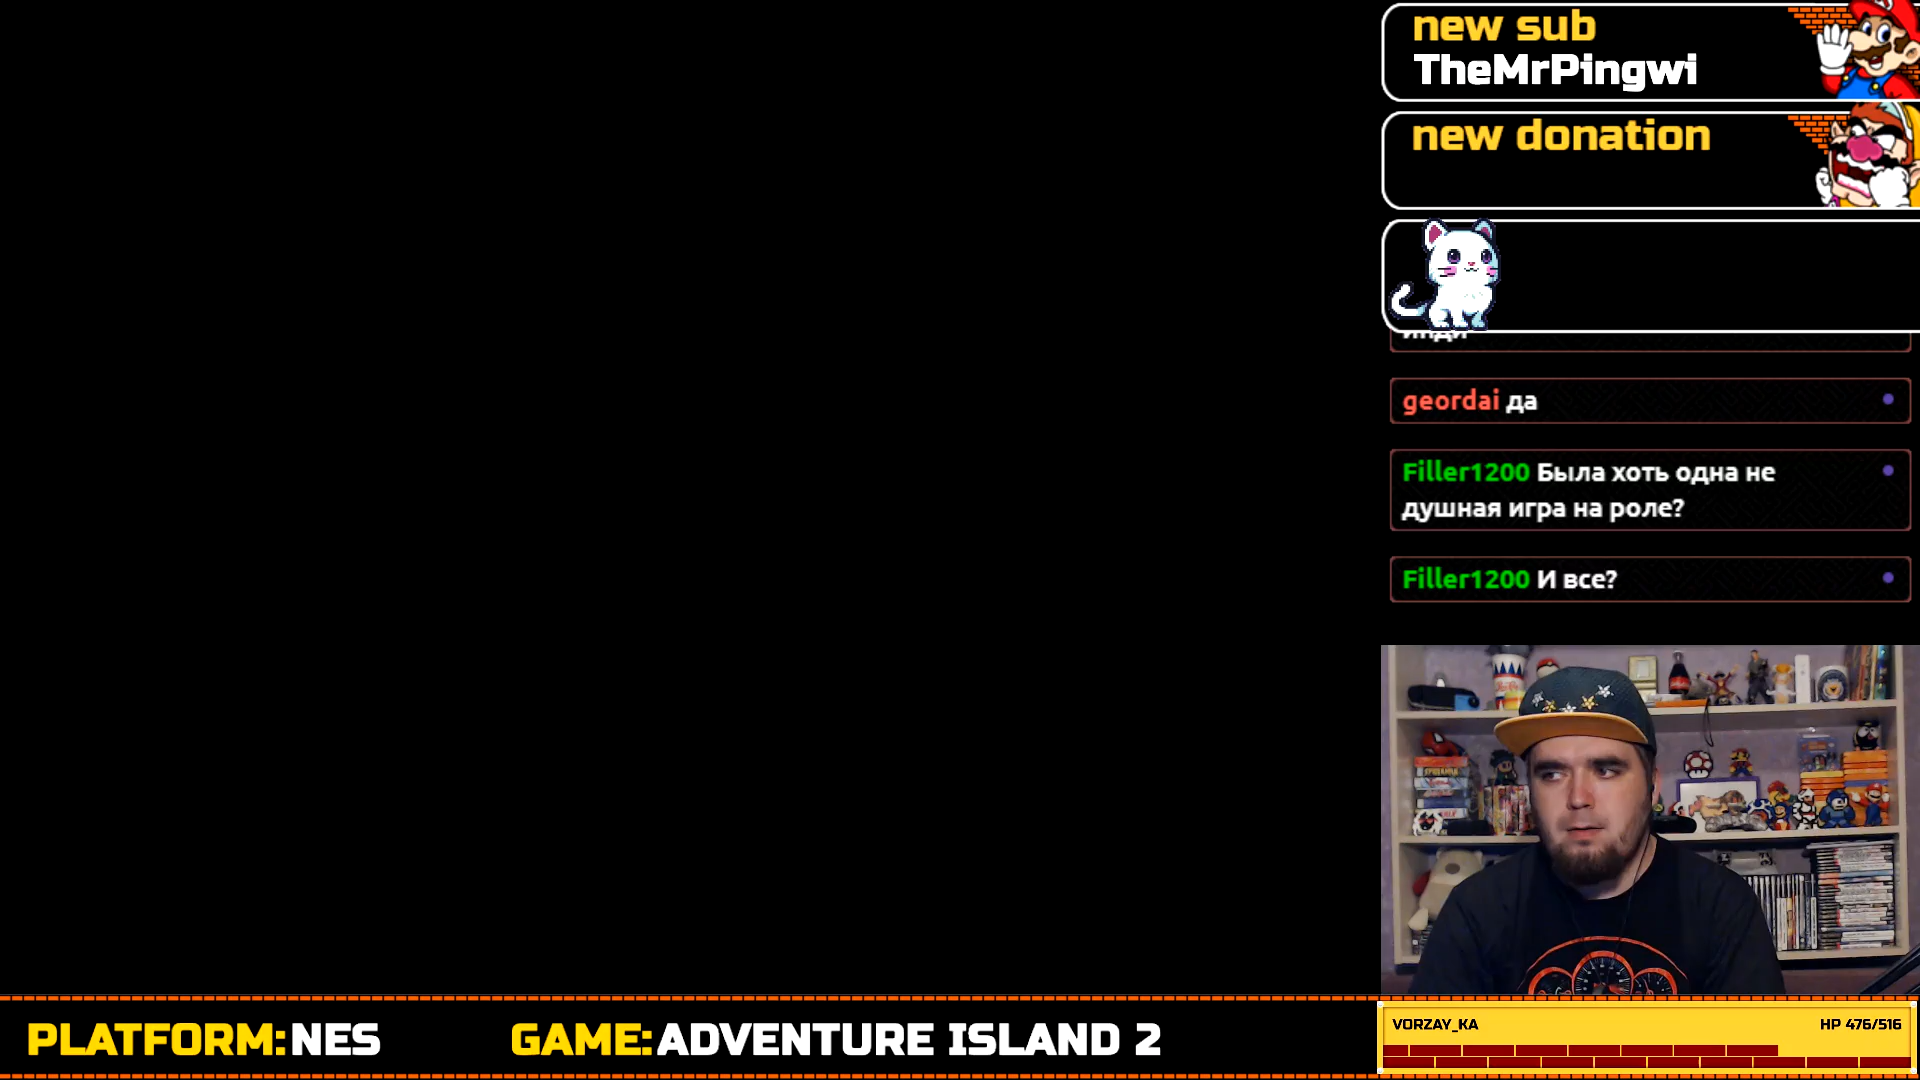 new sub
TheMrPingwi
new donation
инди
geordai да
Filler1200 Была хоть одна не
душная игра на роле?
Filler1200 И все?
PLATFORM:NES
GAME:ADVENTURE ISLAND 2
VORZAY_KA
HP 476/516